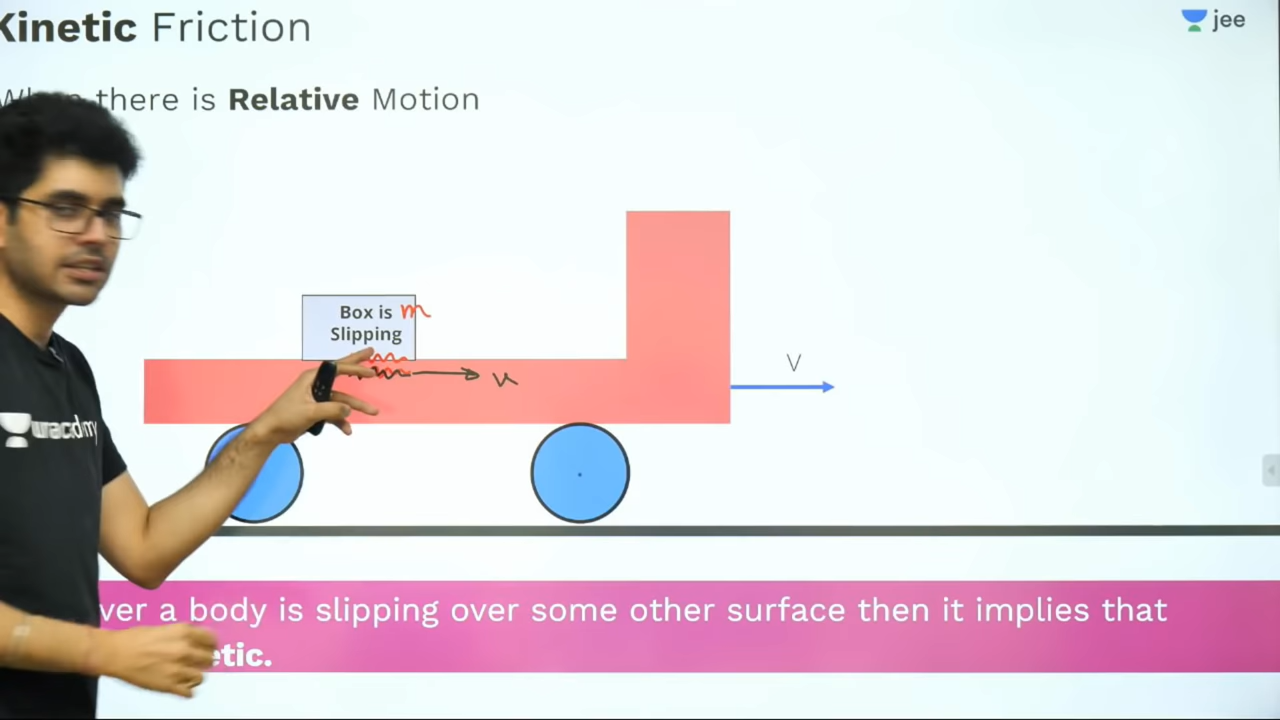 Kinetic Friction
jee
there is Relative Motion
Box is m
Slipping
u
V
ver a body is slipping over some other surface then it implies that
etic.